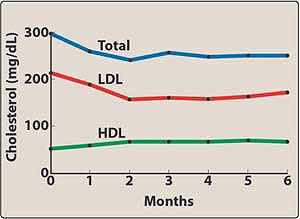 Cholesterol (mg/dL)
300
200
100
0
Total
LDL
HDL
0 1 2 3 4 5 6
Months